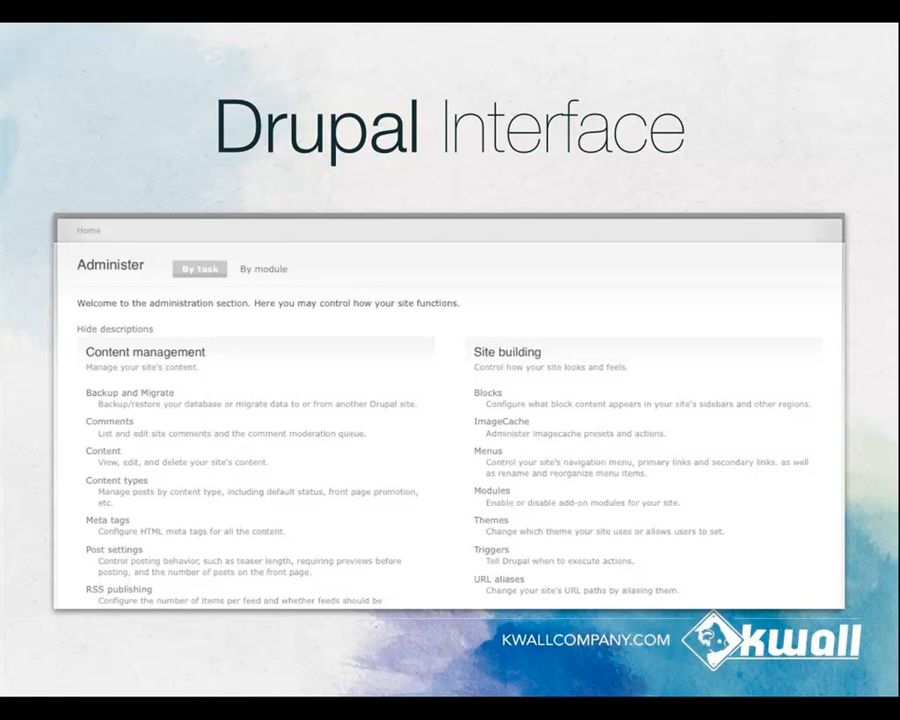 Drupal Interface
Home
Administer By task By module
Welcome to the administration section. Here you may control how your site functions.
Hide descriptions
Content management
Manage your site's content.
Backup and Migrate
Backup/restore your database or migrate data to or from another Drupal site.
Comments
List and edit site comments and the comment moderation queue.
Content
View, edit, and delete your site's content.
Content types
Manage posts by content type, including default status, front page promotion,
etc.
Meta tags
Configure HTML meta tags for all the content.
Post settings
Control posting behavior, such as teaser length, requiring previews before
posting, and the number of posts on the front page.
RSS publishing
Configure the number of items per feed and whether feeds should be
Site building
Control how your site looks and feels.
Blocks
Configure what block content appears in your site's sidebars and other regions.
ImageCache
Administer imagecache presets and actions.
Menus
Control your site's navigation menu, primary links and secondary links. as well
as rename and reorganize menu items.
Modules
Enable or disable add-on modules for your site.
Themes
Change which theme your site uses or allows users to set.
Triggers
Tell Drupal when to execute actions.
URL aliases
Change your site's URL paths by aliasing them.
KWALLCOMPANY.COM kwall